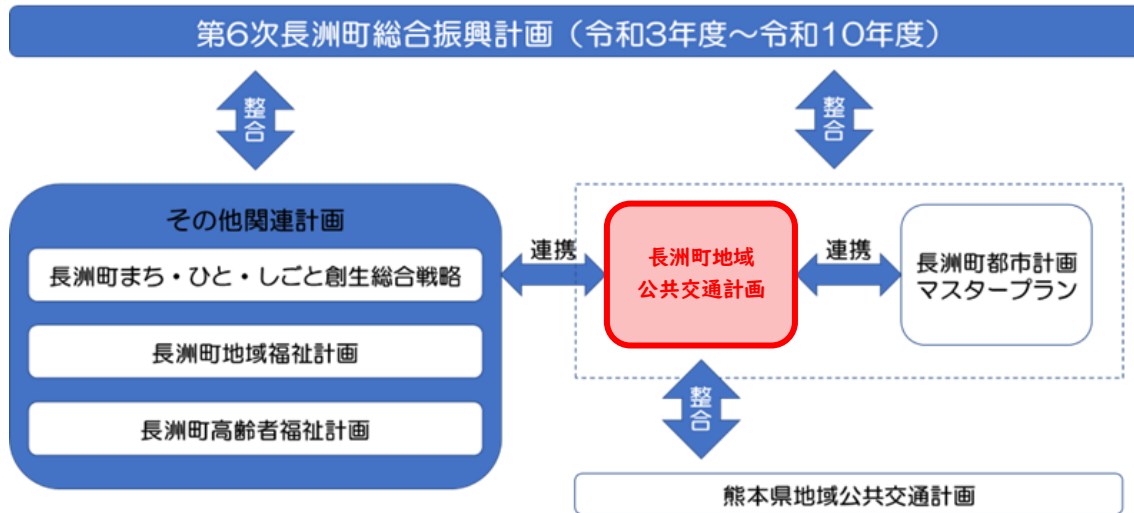 第6次長洲町総合振興計画（令和3年度～令和10年度）
整
合
整
合
その他関連計画
長洲町まち・ひと・しごと創生総合戦略
長洲町地域福祉計画
長洲町高齢者福祉計画
連携
長洲町地域
公共交通計画
連携
長洲町都市計画
マスタープラン
整
合
熊本県地域公共交通計画